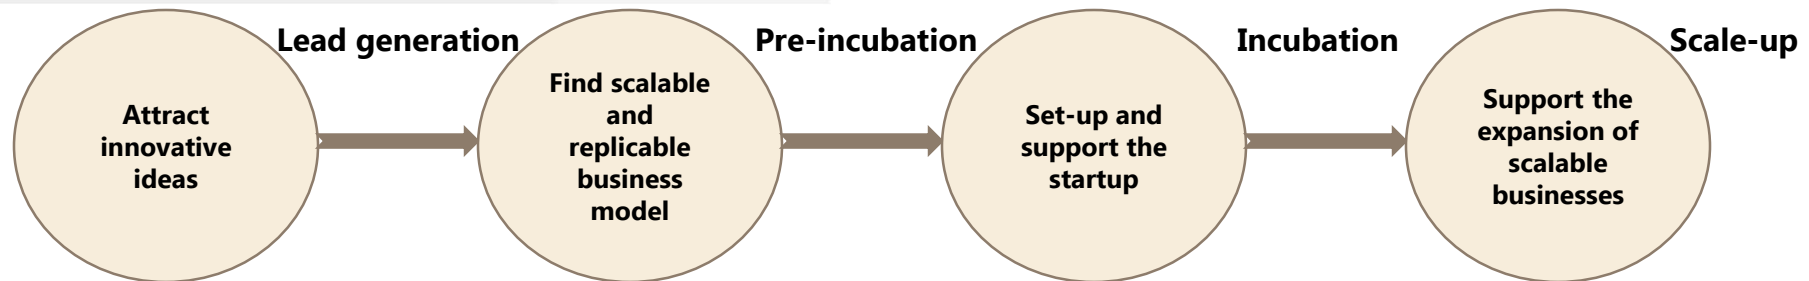 Lead generation
Pre-incubation
Incubation
Scale-up
Attract
innovative
ideas
Find scalable
and
replicable
business
model
Set-up and
support the
startup
Support the
expansion of
scalable
businesses